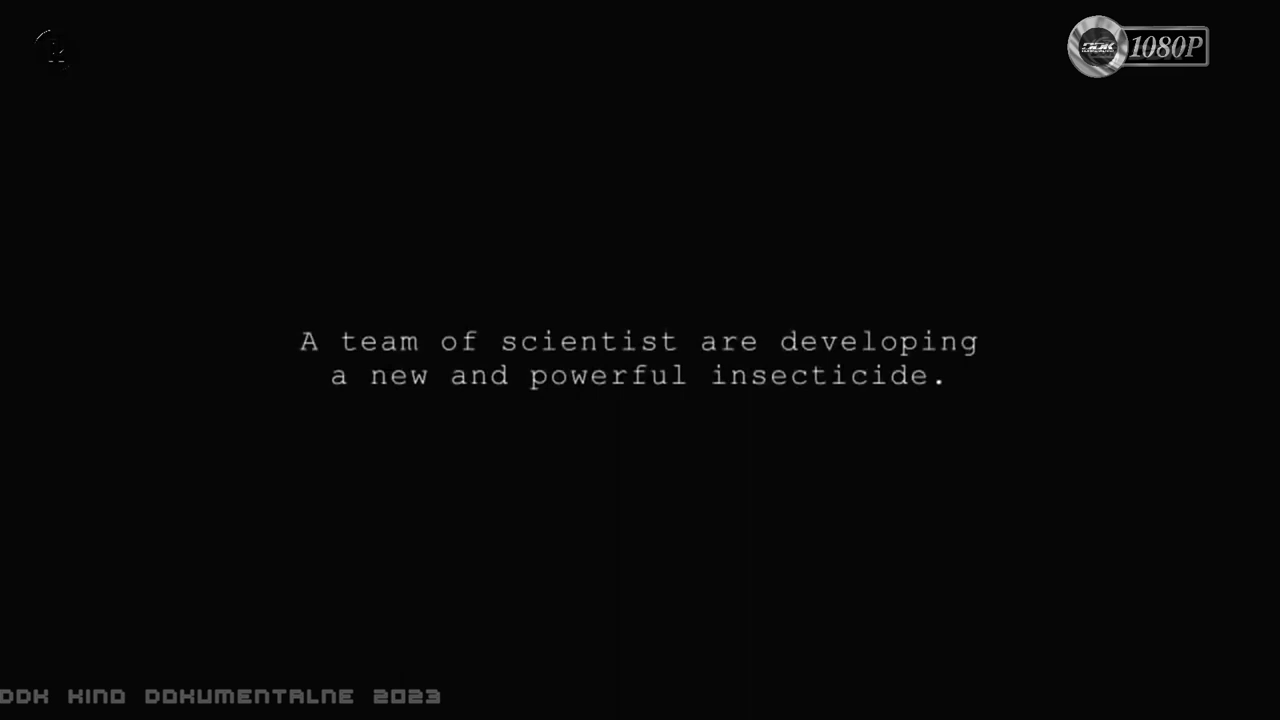 1080P
A team of scientist are developing
a new and powerful insecticide.
DDK KINO DOKUMENTALNE 2023